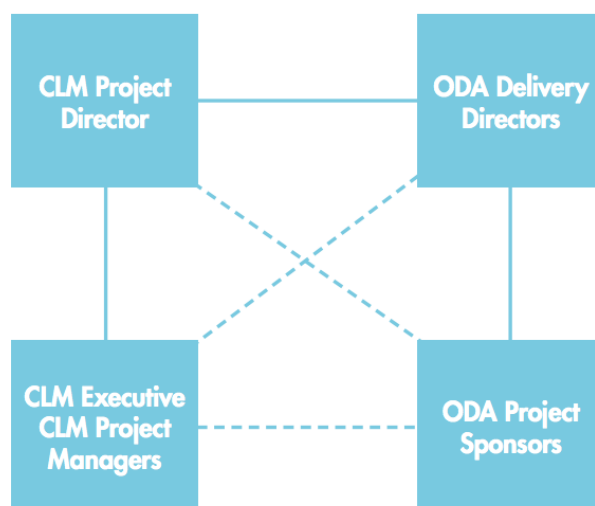 CLM Project
Director
ODA Delivery
Directors
CLM Executive
CLM Project
Managers
ODA Project
Sponsors